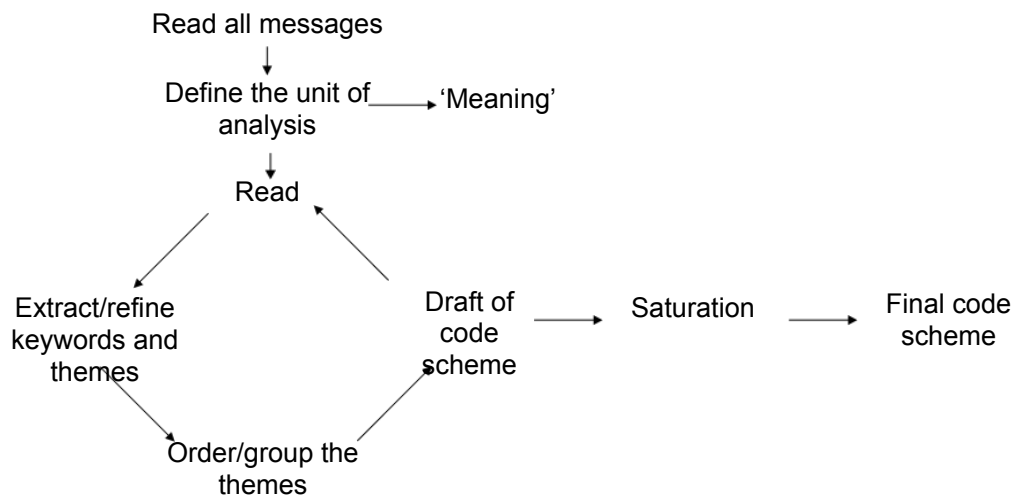 Read all messages
Define the unit of
analysis
‘Meaning’
Read
Extract/refine
keywords and
themes
Draft of
code
scheme
Saturation
Final code
scheme
Order/group the
themes